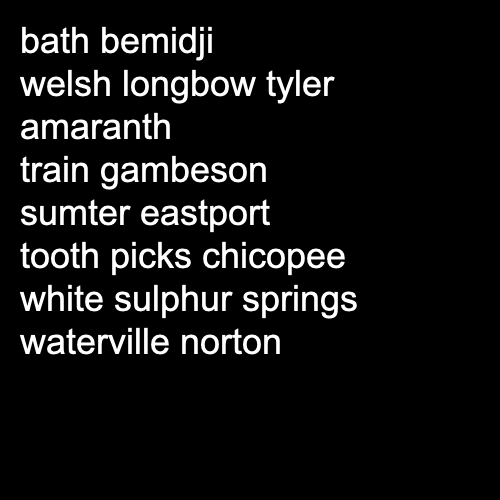 bath bemidji
welsh longbow tyler
amaranth
train gambeson
sumter eastport
tooth picks chicopee
white sulphur springs
waterville norton